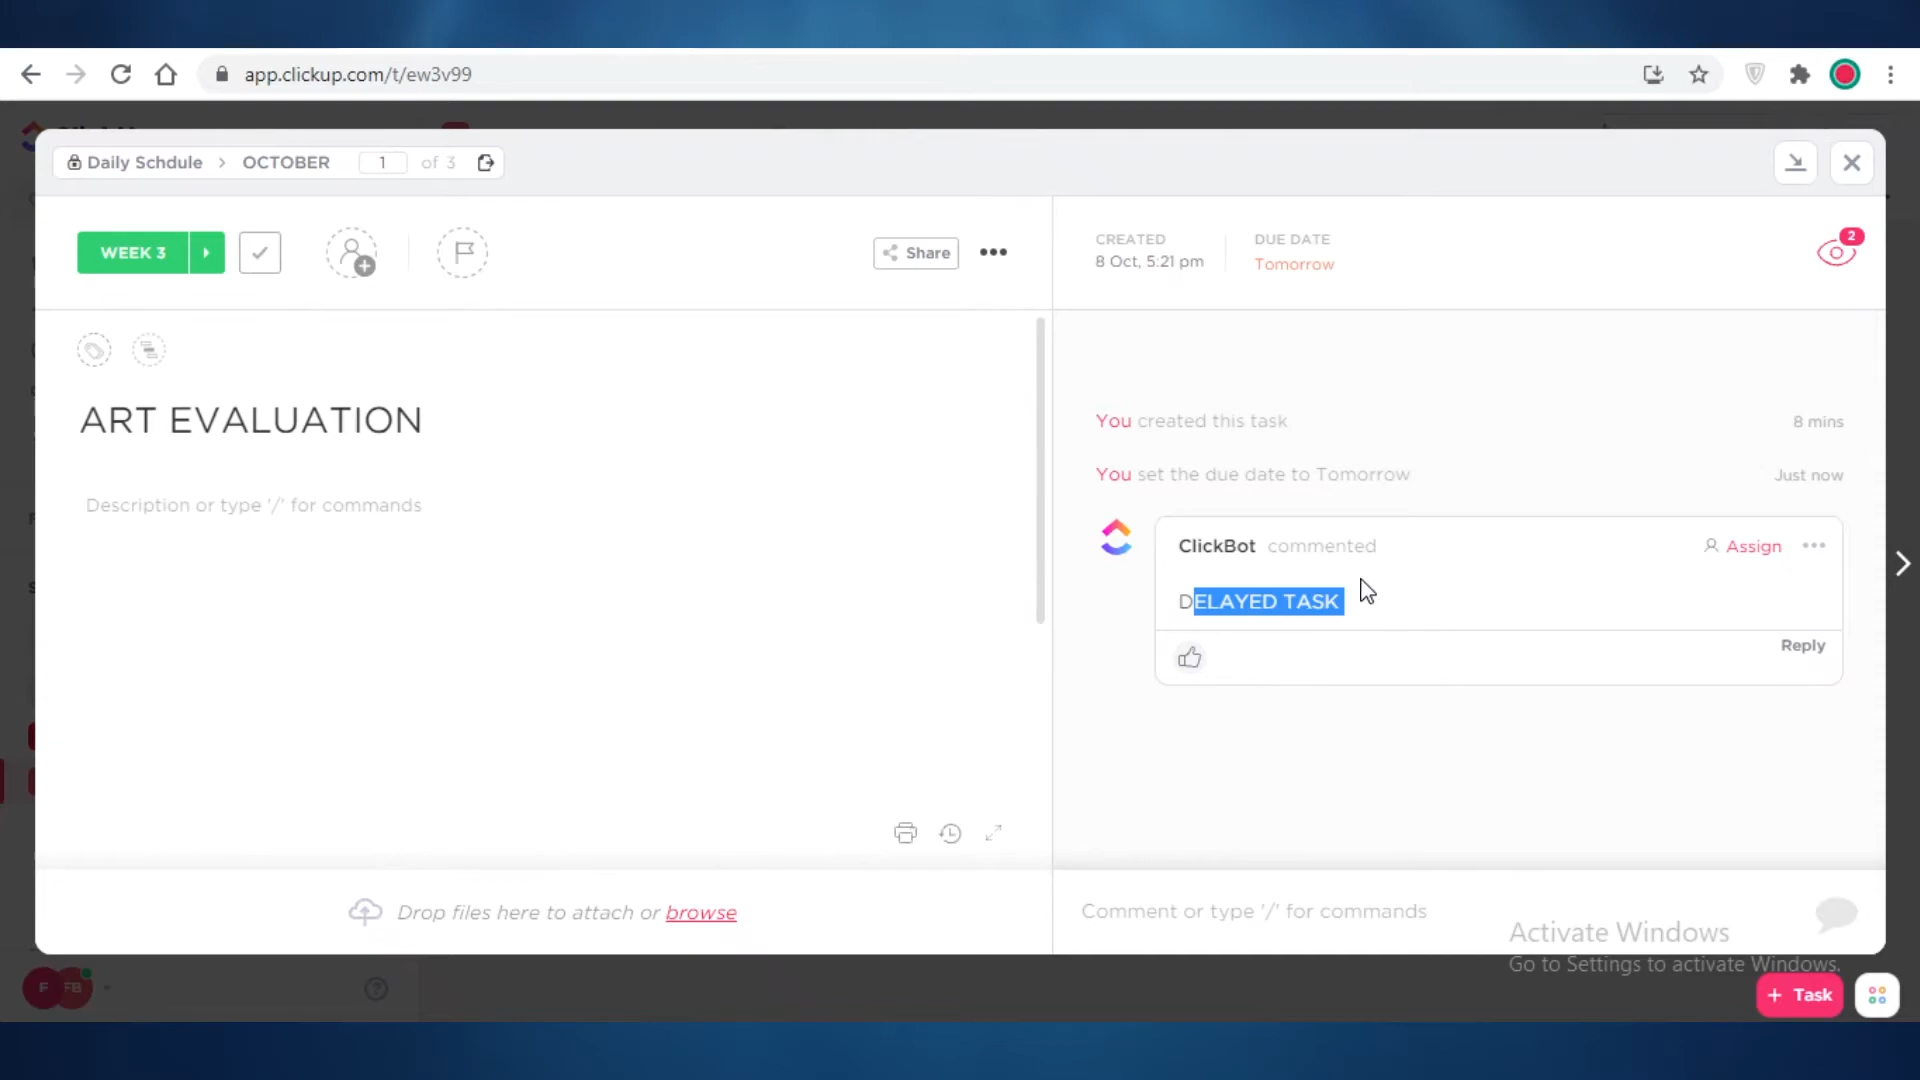 app.clickup.com/t/ew3v99
Daily Schdule > OCTOBER 1 of 3
WEEK 3
Share
CREATED
8 Oct, 5:21 pm
DUE DATE
Tomorrow
2
ART EVALUATION
Description or type '/' for commands
You created this task 8 mins
You set the due date to Tomorrow Just now
ClickBot commented Assign
DELAYED TASK
Reply
Drop files here to attach or browse
Comment or type '/' for commands
Activate Windows
Go to Settings to activate Windows.
F FB
+ Task